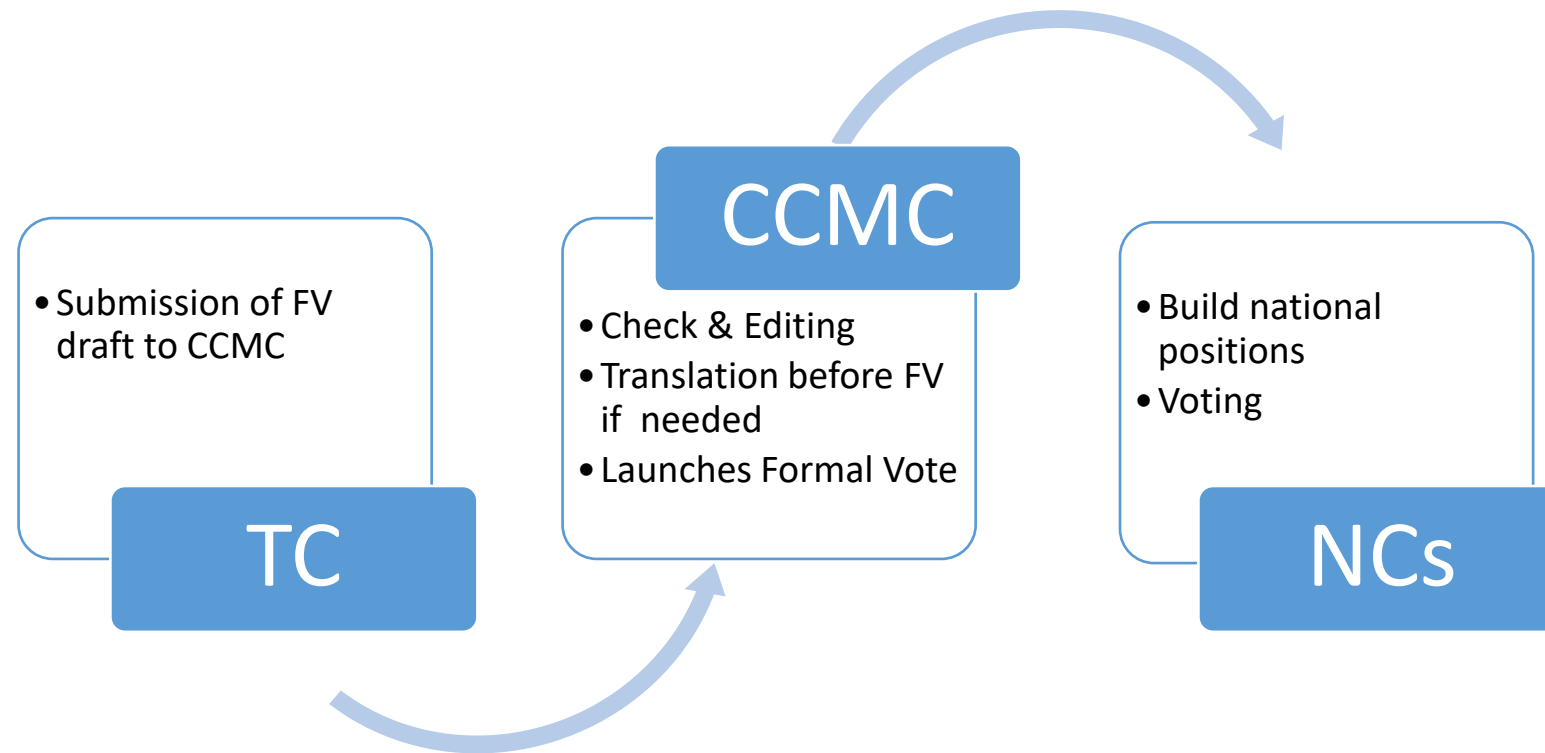 • Submission of FV
draft to CCMC
TC
CCMC
• Check & Editing
• Translation before FV
if needed
• Launches Formal Vote
• Build national
positions
• Voting
NCs